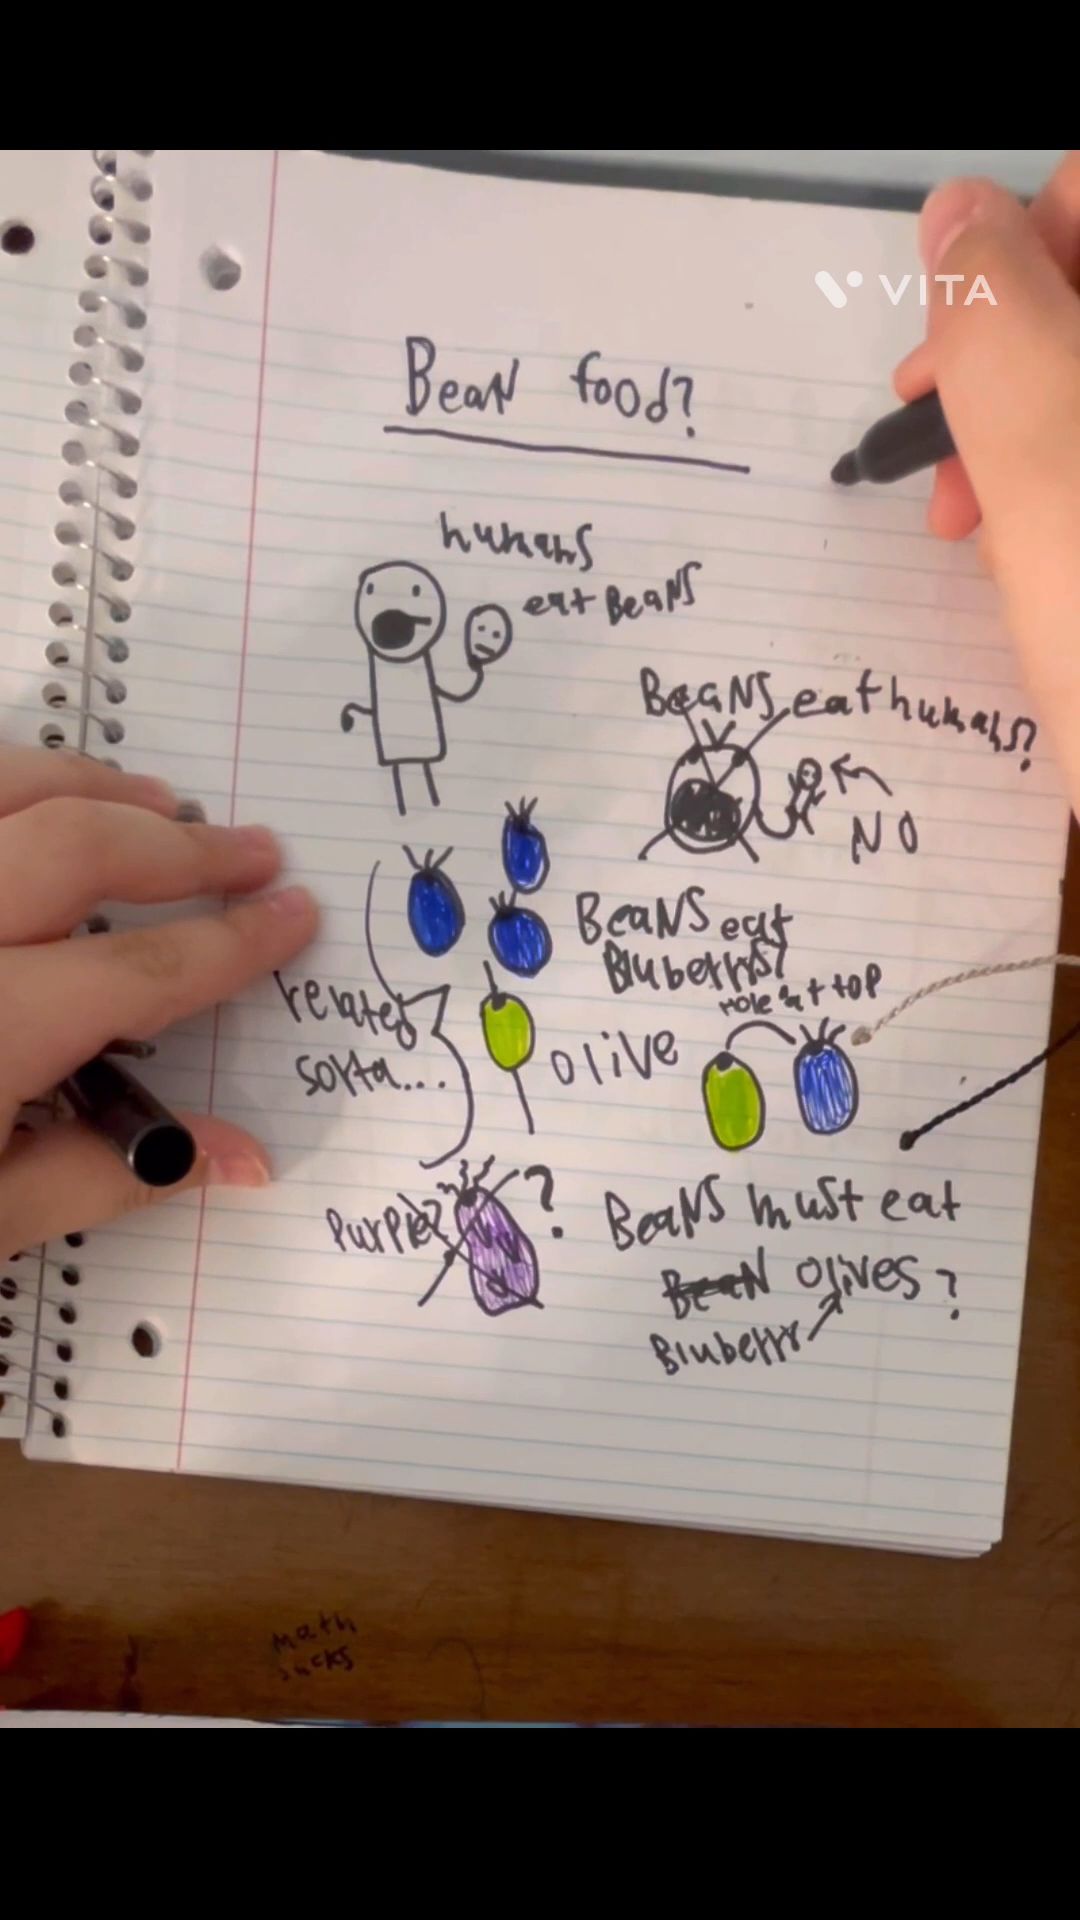 VITA
BeaN food?
humans
eat BeaNS
BeaNS eat humans?
NO
BeaNS eat
Bluberrys?
related
sorta...
olive
Hole at top
Purple?
?
BeaNS must eat
BeaN olives?
Bluberry
math
sucks